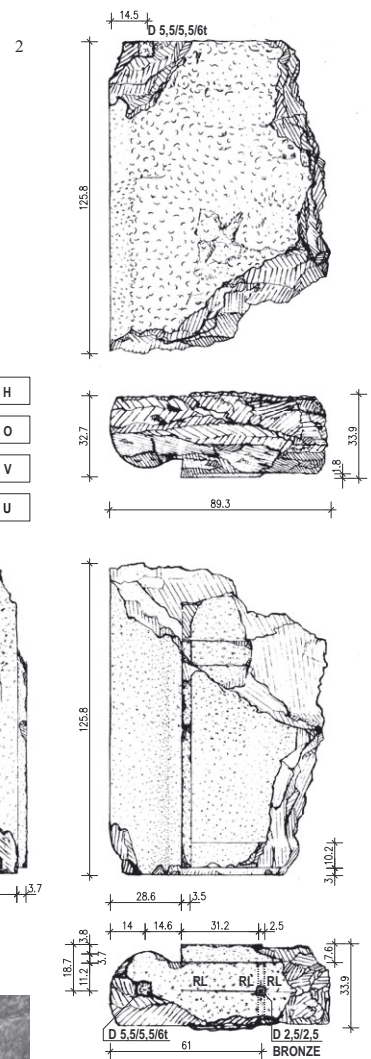 2
14.5
D 5,5/5,5/6t
125.8
H
O
V
U
32.7
33.9
1.8
89.3
125.8
10.2
3
3.7
28.6
3.5
14
14.6
31.2
2.5
18.7
3.8
3.7
11.2
7.6
33.9
RL
RL
RL
D 5,5/5,5/6t
D 2,5/2,5
BRONZE
61